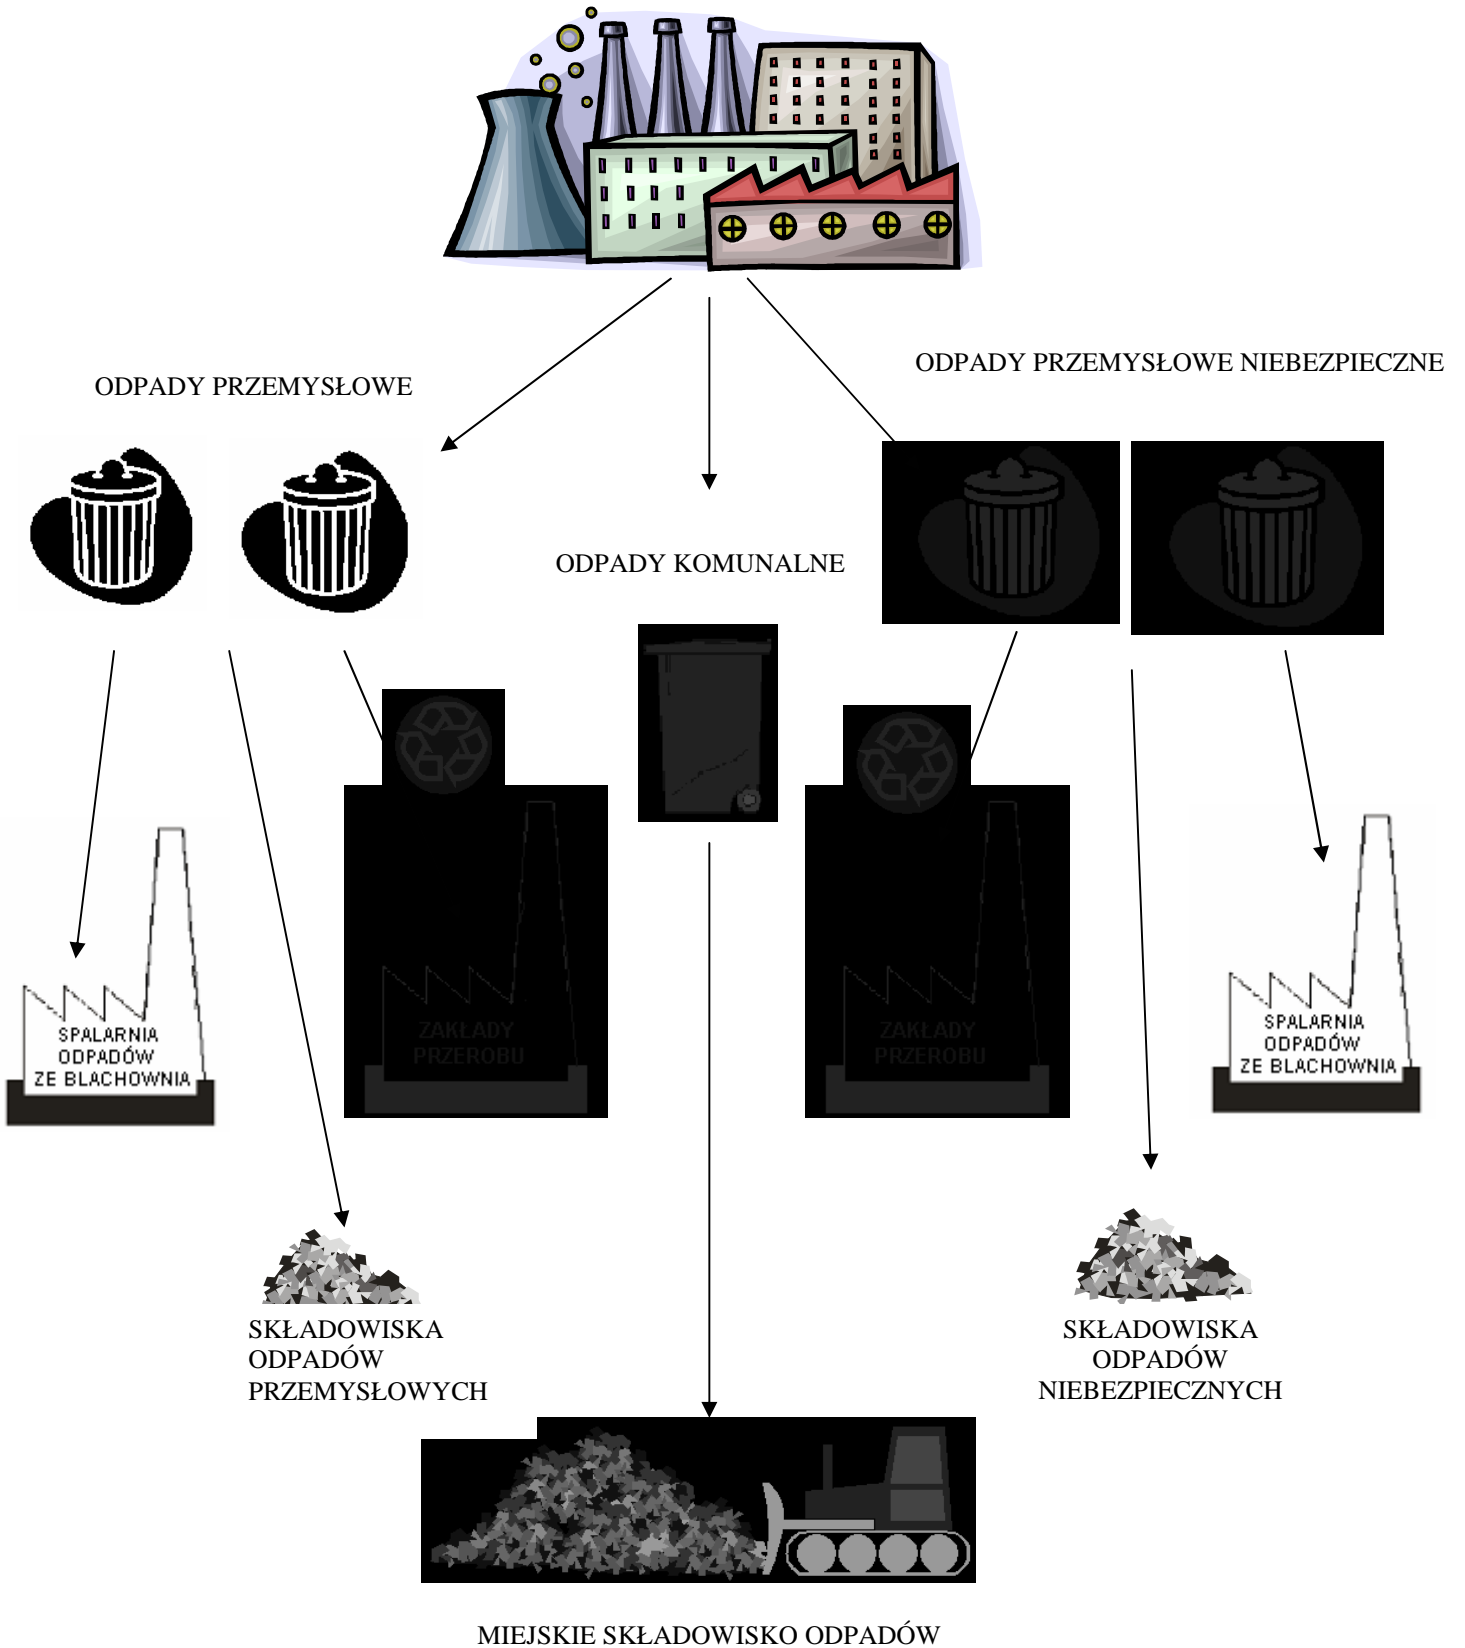 ODPADY PRZEMYSŁOWE NIEBEZPIECZNE
ODPADY PRZEMYSŁOWE
ODPADY KOMUNALNE
SPALARNIA
ODPADÓW
ZE BLACHOWNIA
ZAKŁADY
PRZEROBU
ZAKŁADY
PRZEROBU
SPALARNIA
ODPADÓW
ZE BLACHOWNIA
SKŁADOWISKA
ODPADÓW
PRZEMYSŁOWYCH
SKŁADOWISKA
ODPADÓW
NIEBEZPIECZNYCH
MIEJSKIE SKŁADOWISKO ODPADÓW